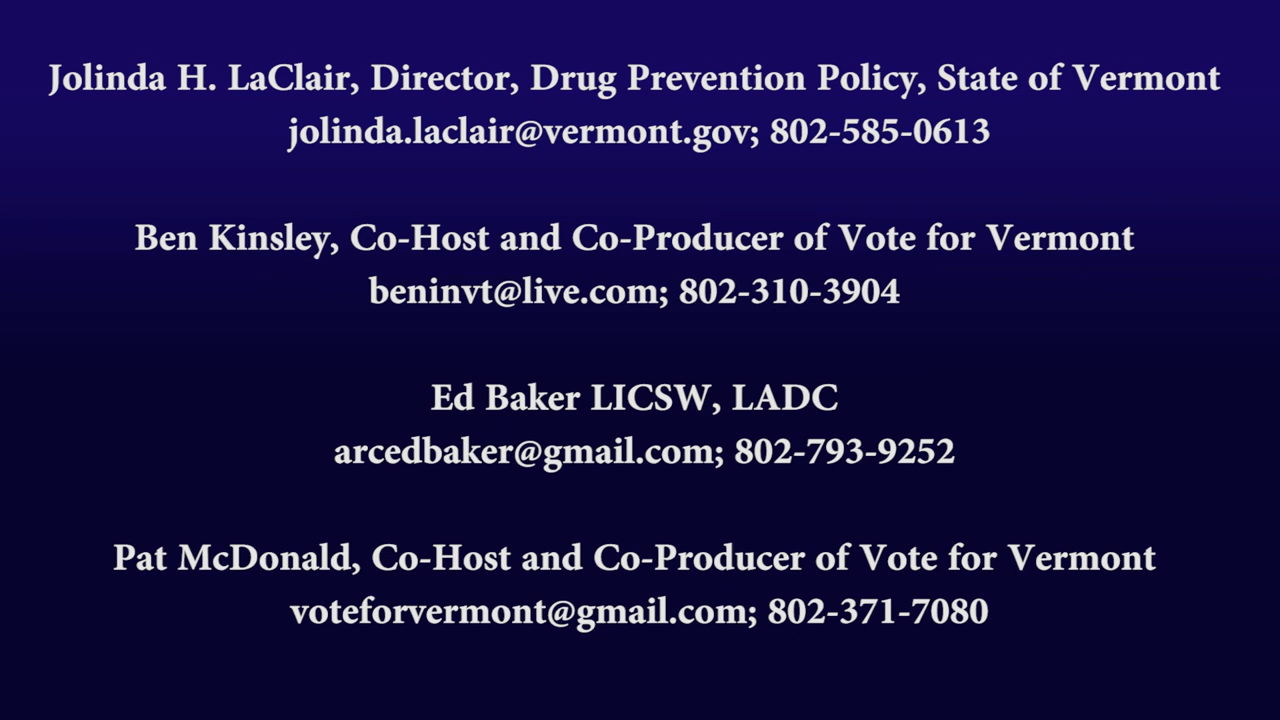 Jolinda H. LaClair, Director, Drug Prevention Policy, State of Vermont
jolinda.laclair@vermont.gov; 802-585-0613
Ben Kinsley, Co-Host and Co-Producer of Vote for Vermont
beninvt@live.com; 802-310-3904
Ed Baker LICSW, LADC
arcedbaker@gmail.com; 802-793-9252
Pat McDonald, Co-Host and Co-Producer of Vote for Vermont
voteforvermont@gmail.com; 802-371-7080